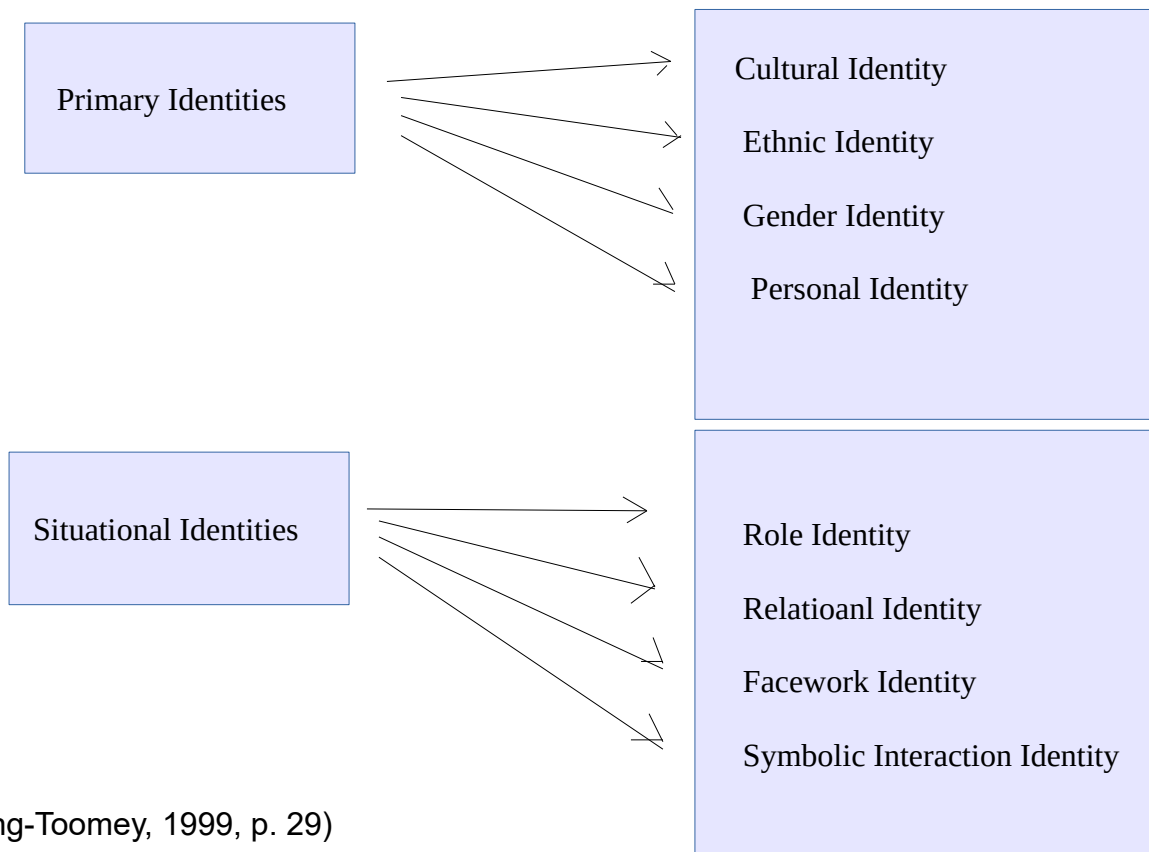 Primary Identities
Cultural Identity
Ethnic Identity
Gender Identity
Personal Identity
Situational Identities
Role Identity
Relatioanl Identity
Facework Identity
Symbolic Interaction Identity
ng-Toomey, 1999, p. 29)